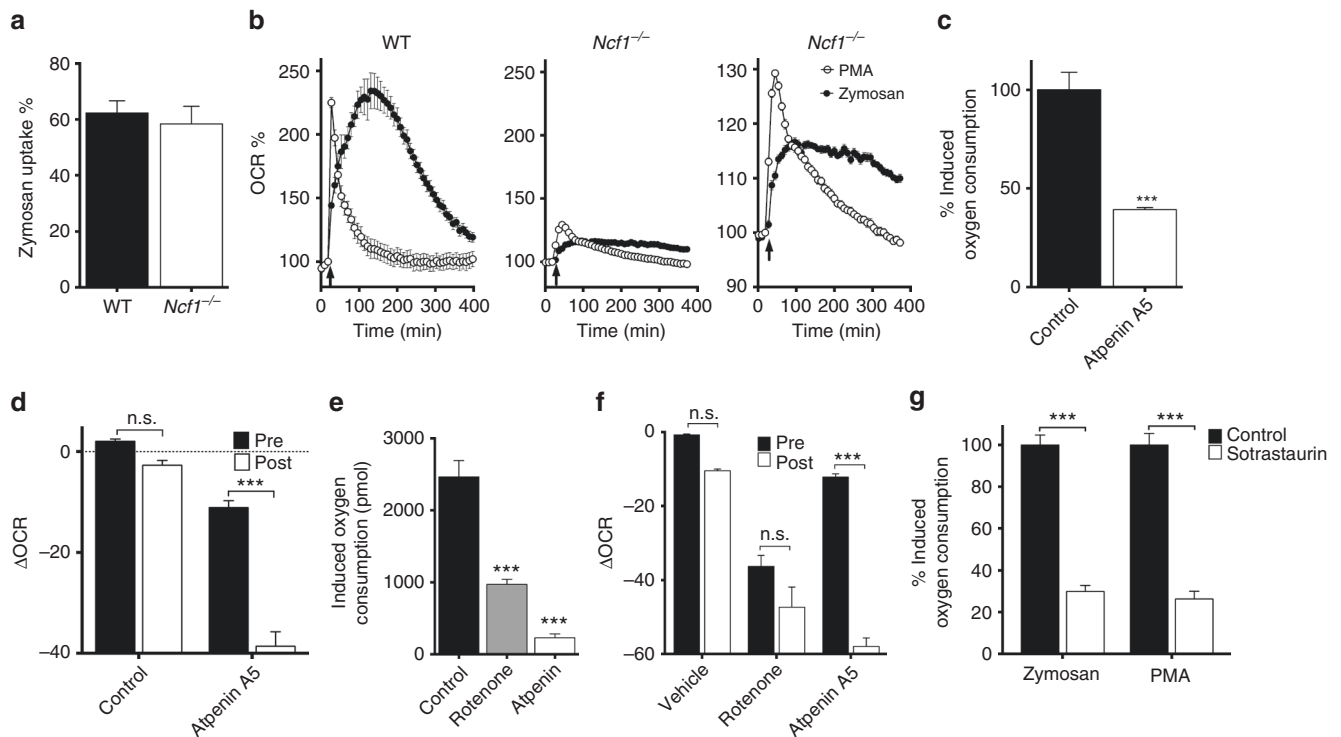 a
Zymosan uptake %
80
60
40
20
0
WT
Ncf1−/−
b
WT
OCR %
250
200
150
100
0 100 200 300 400
Time (min)
Ncf1−/−
250
200
150
100
0 100 200 300 400
Time (min)
Ncf1−/−
PMA
Zymosan
130
120
110
100
90
0 100 200 300 400
Time (min)
c
% Induced
oxygen consumption
100
50
0
***
Control
Atpenin A5
d
ΔOCR
0
−20
−40
n.s.
***
Pre
Post
Control
Atpenin A5
e
Induced oxygen
consumption (pmol)
3000
2000
1000
0
***
***
Control
Rotenone
Atpenin
f
ΔOCR
0
−20
−40
−60
n.s.
n.s.
***
Pre
Post
Vehicle
Rotenone
Atpenin A5
g
% Induced
oxygen consumption
100
80
60
40
20
0
***
***
Control
Sotrastaurin
Zymosan
PMA